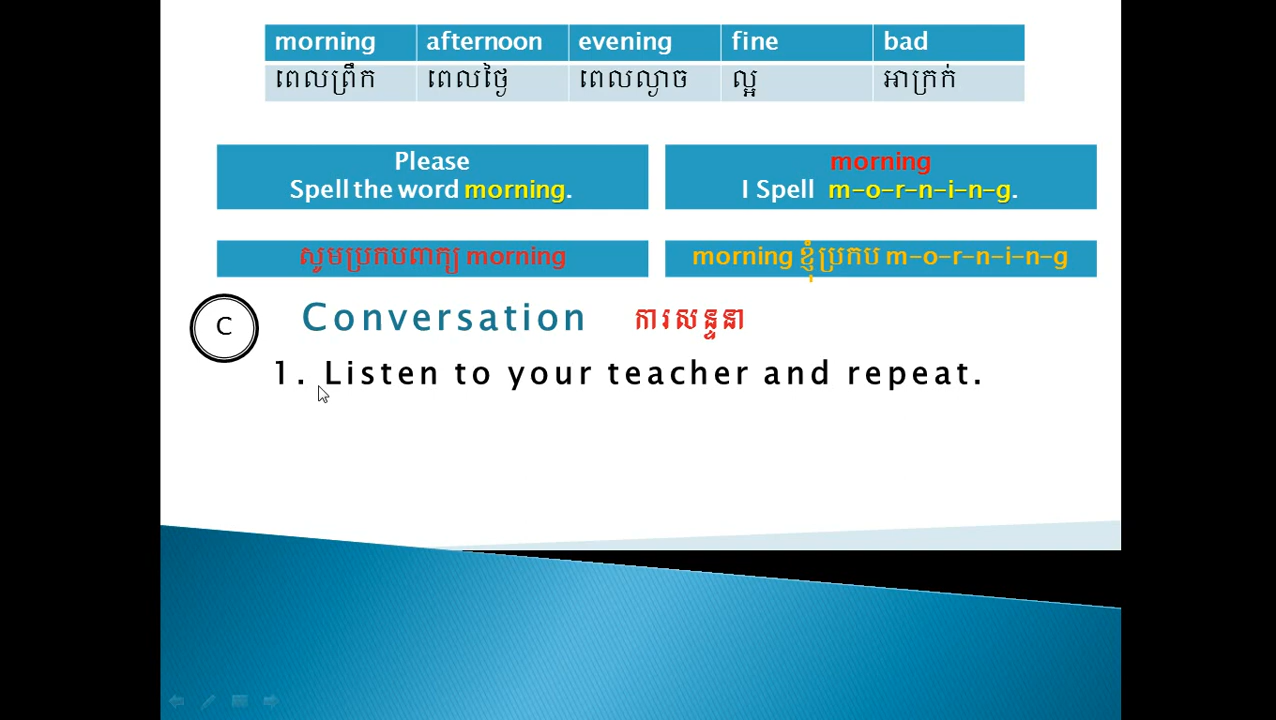 morning afternoon evening fine bad
ពេលព្រឹក ពេលថ្ងៃ ពេលល្ងាច ល្អ អាក្រក់
Please
Spell the word morning.
morning
I Spell m-o-r-n-i-n-g.
សូមប្រកបពាក្យ morning
morning ខ្ញុំប្រកប m-o-r-n-i-n-g
C
Conversation ការសន្ទនា
1. Listen to your teacher and repeat.